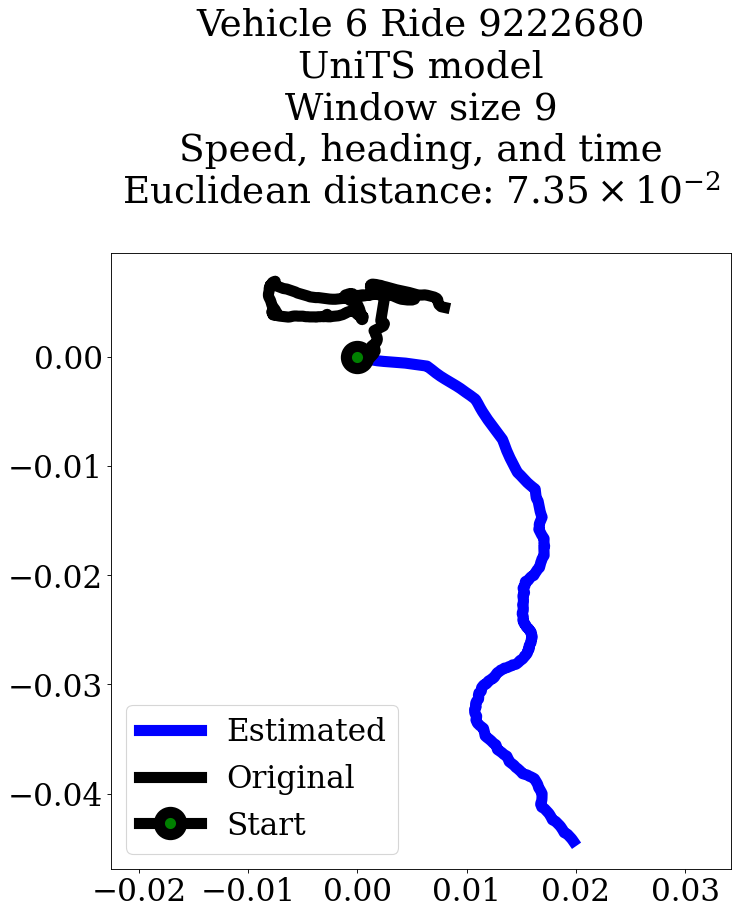 Vehicle 6 Ride 9222680
UniTS model
Window size 9
Speed, heading, and time
Euclidean distance: 7.35 × 10⁻²
0.00
−0.01
−0.02
−0.03
−0.04
Estimated
Original
Start
−0.02 −0.01 0.00 0.01 0.02 0.03